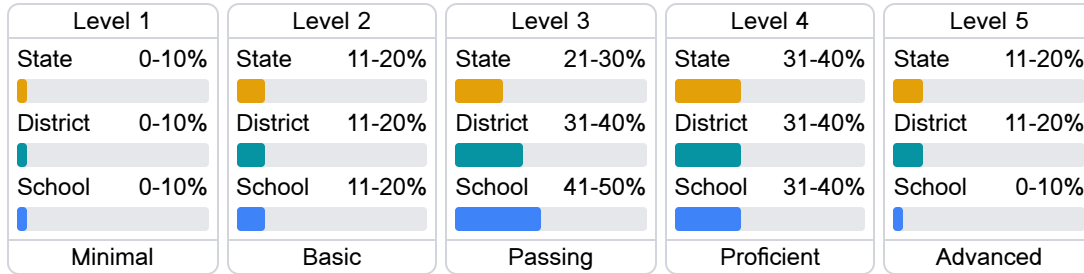 Level 1
State 0-10%
District 0-10%
School 0-10%
Minimal
Level 2
State 11-20%
District 11-20%
School 11-20%
Basic
Level 3
State 21-30%
District 31-40%
School 41-50%
Passing
Level 4
State 31-40%
District 31-40%
School 31-40%
Proficient
Level 5
State 11-20%
District 11-20%
School 0-10%
Advanced